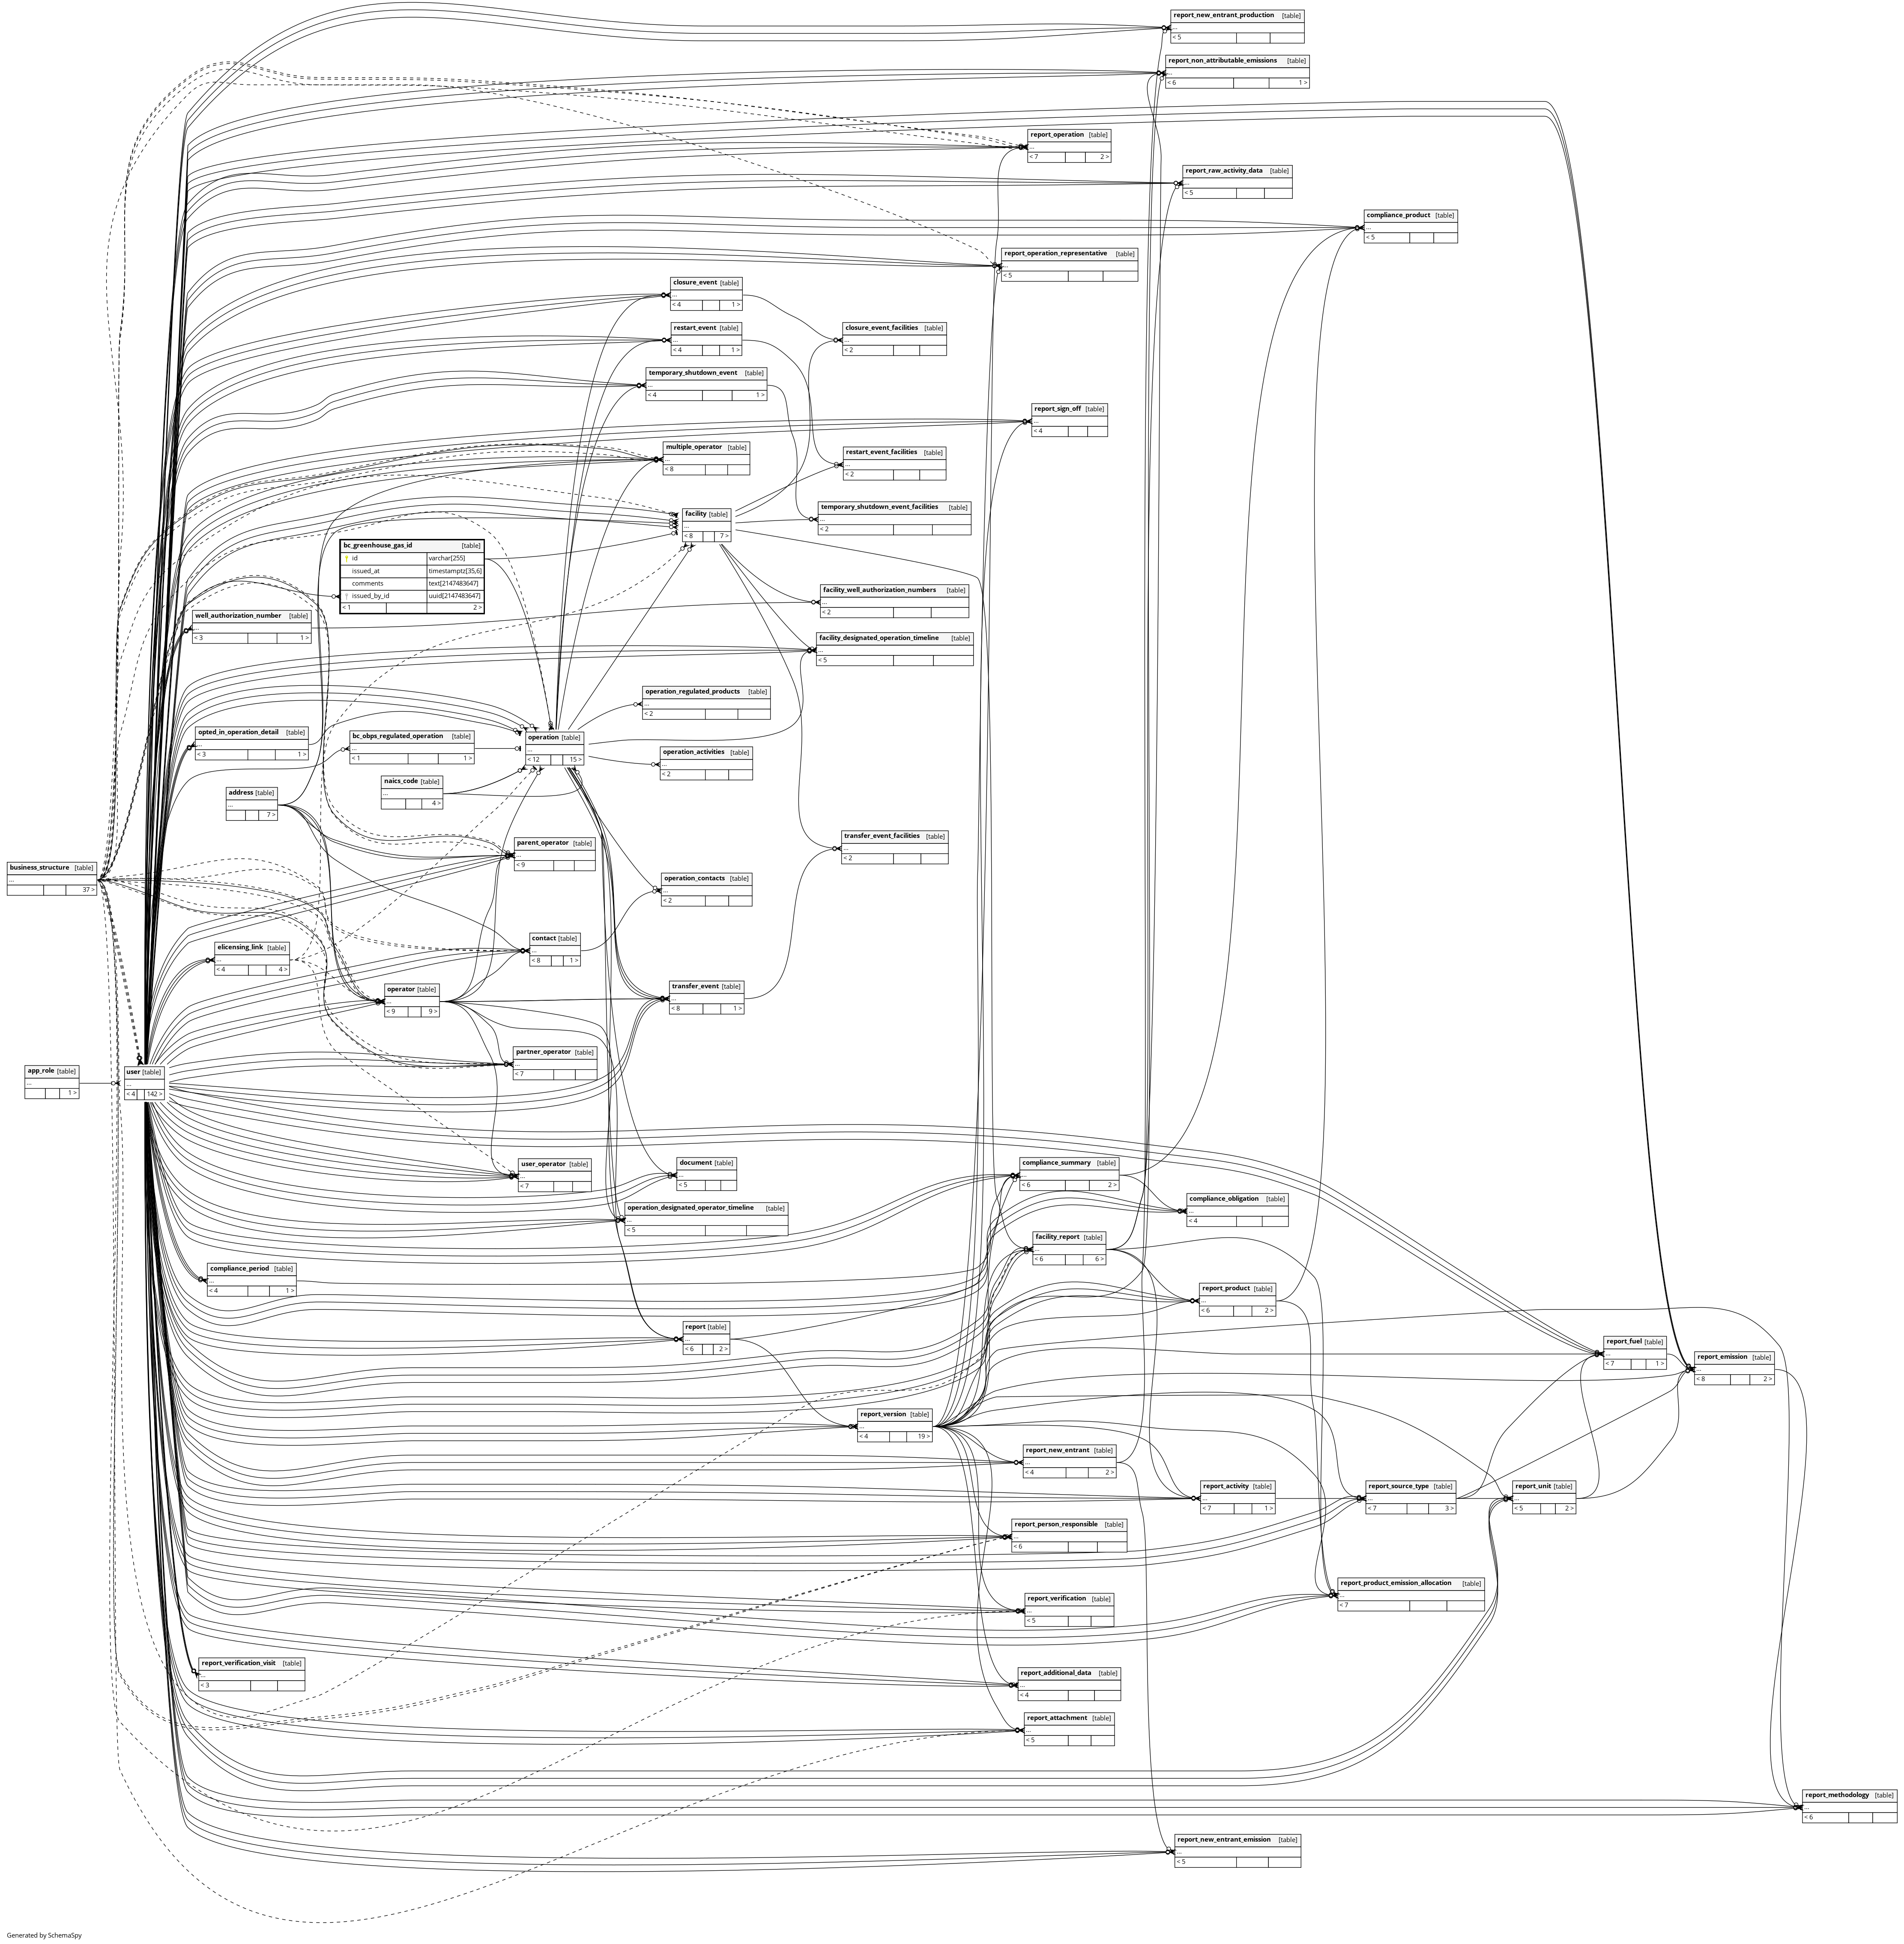 report_new_entrant_production [table]
...
< 5
report_non_attributable_emissions [table]
...
< 6 1 >
report_operation [table]
...
< 7 2 >
report_raw_activity_data [table]
...
< 5
compliance_product [table]
...
< 5
report_operation_representative [table]
...
< 5
closure_event [table]
...
< 4 1 >
restart_event [table]
...
< 4 1 >
closure_event_facilities [table]
...
< 2
temporary_shutdown_event [table]
...
< 4 1 >
report_sign_off [table]
...
< 4
multiple_operator [table]
...
< 8
restart_event_facilities [table]
...
< 2
temporary_shutdown_event_facilities [table]
...
< 2
facility [table]
...
< 8 7 >
bc_greenhouse_gas_id [table]
id varchar[255]
issued_at timestamptz[35,6]
comments text[2147483647]
issued_by_id uuid[2147483647]
< 1 2 >
facility_well_authorization_numbers [table]
...
< 2
well_authorization_number [table]
...
< 3 1 >
facility_designated_operation_timeline [table]
...
< 5
operation_regulated_products [table]
...
< 2
opted_in_operation_detail [table]
...
< 3 1 >
bc_obps_regulated_operation [table]
...
< 1 1 >
operation [table]
...
< 12 15 >
operation_activities [table]
...
< 2
naics_code [table]
...
4 >
address [table]
...
7 >
transfer_event_facilities [table]
...
< 2
parent_operator [table]
...
< 9
business_structure [table]
...
37 >
operation_contacts [table]
...
< 2
contact [table]
...
< 8 1 >
elicensing_link [table]
...
< 4 4 >
operator [table]
...
< 9 9 >
transfer_event [table]
...
< 8 1 >
partner_operator [table]
...
< 7
app_role [table]
...
1 >
user [table]
...
< 4 142 >
user_operator [table]
...
< 7
document [table]
...
< 5
compliance_summary [table]
...
< 6 2 >
compliance_obligation [table]
...
< 4
operation_designated_operator_timeline [table]
...
< 5
facility_report [table]
...
< 6 6 >
compliance_period [table]
...
< 4 1 >
report_product [table]
...
< 6 2 >
report [table]
...
< 6 2 >
report_fuel [table]
...
< 7 1 >
report_emission [table]
...
< 8 2 >
report_version [table]
...
< 4 19 >
report_new_entrant [table]
...
< 4 2 >
report_activity [table]
...
< 7 1 >
report_source_type [table]
...
< 7 3 >
report_unit [table]
...
< 5 2 >
report_person_responsible [table]
...
< 6
report_product_emission_allocation [table]
...
< 7
report_verification [table]
...
< 5
report_verification_visit [table]
...
< 3
report_additional_data [table]
...
< 4
report_attachment [table]
...
< 5
report_methodology [table]
...
< 6
report_new_entrant_emission [table]
...
< 5
Generated by SchemaSpy